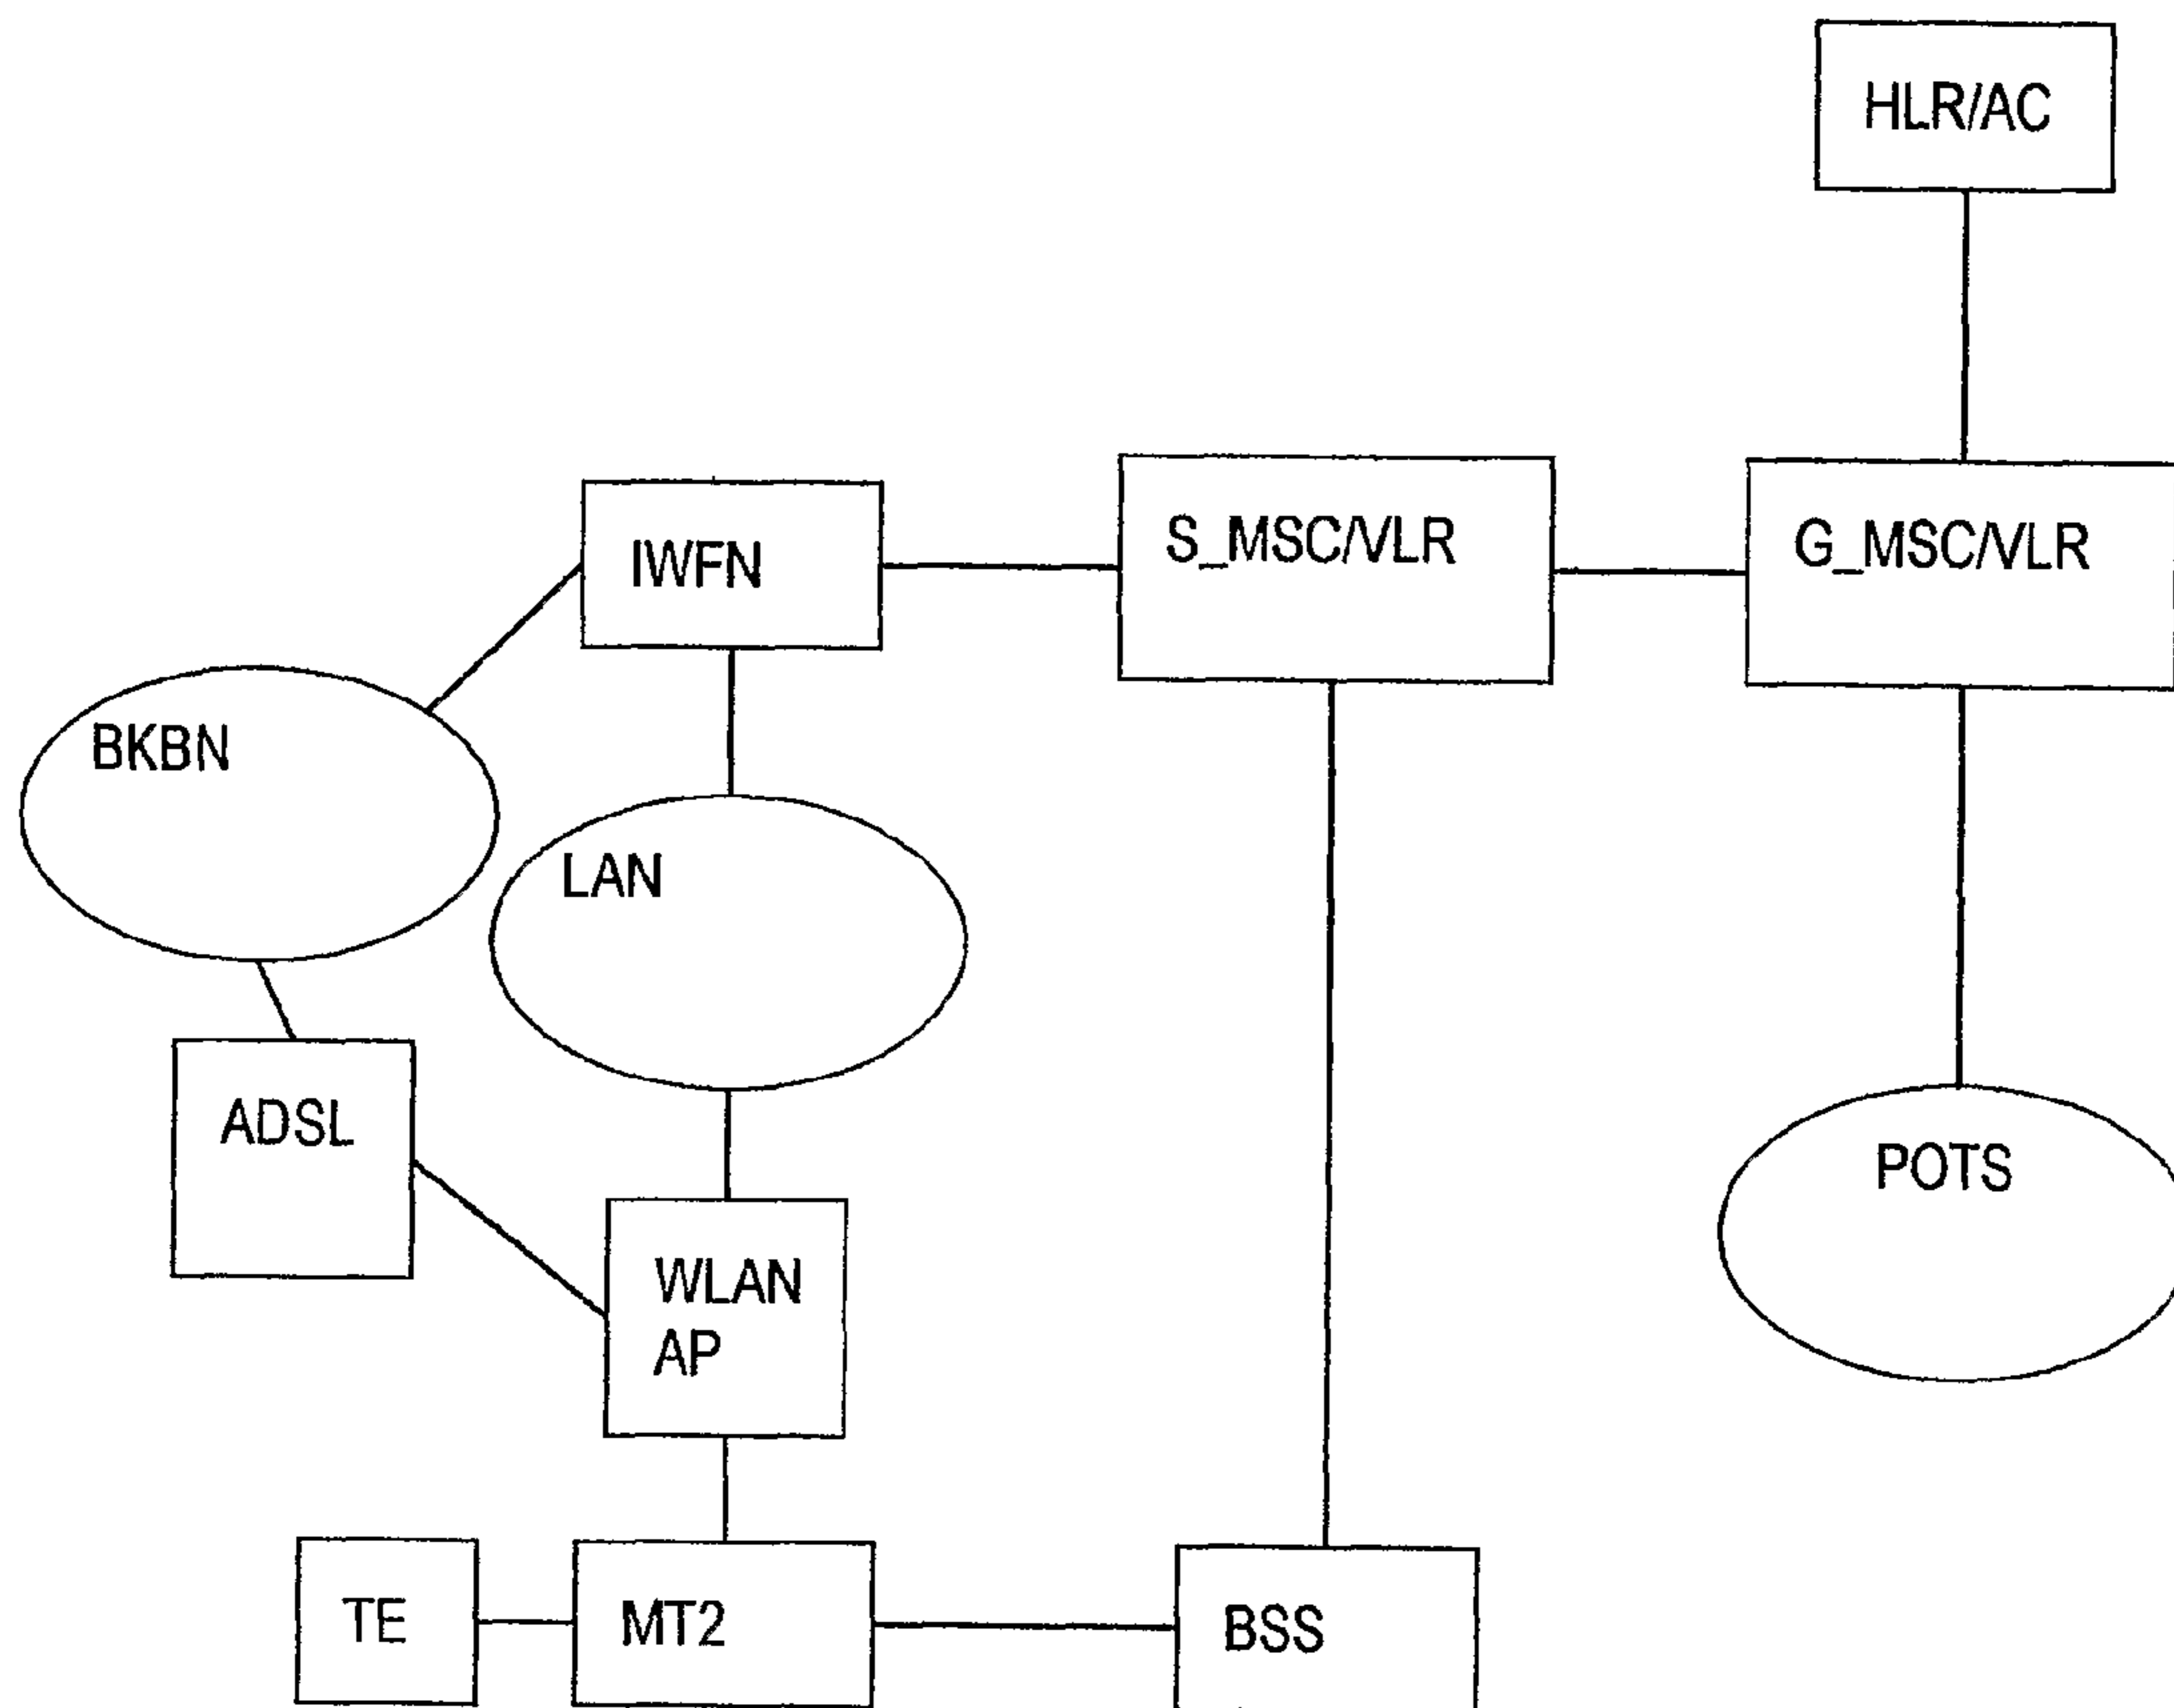 HLR/AC
IWFN
S_MSC/VLR
G_MSC/VLR
BKBN
LAN
ADSL
POTS
WLAN
AP
TE
MT2
BSS